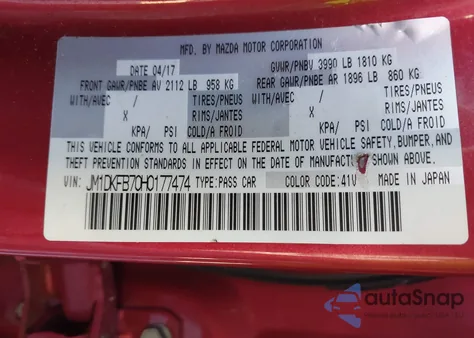 MFD. BY MAZDA MOTOR CORPORATION
DATE 04/17 GVWR/PNBV 3990 LB 1810 KG
FRONT GAWR/PNBE AV 2112 LB 958 KG REAR GAWR/PNBE AR 1896 LB 860 KG
WITH/AVEC / TIRES/PNEUS WITH/AVEC / TIRES/PNEUS
X RIMS/JANTES X RIMS/JANTES
KPA/ PSI COLD/A FROID KPA/ PSI COLD/A FROID
THIS VEHICLE CONFORMS TO ALL APPLICABLE FEDERAL MOTOR VEHICLE SAFETY, BUMPER, AND
THEFT PREVENTION STANDARDS IN EFFECT ON THE DATE OF MANUFACT SHOWN ABOVE.
VIN: JM1DKFB70H0177474 TYPE:PASS CAR COLOR CODE:41V MADE IN JAPAN
autoSnap